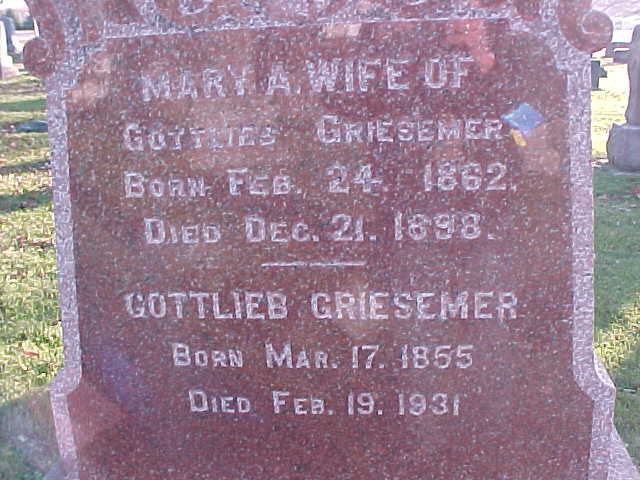 MARY A. WIFE OF
GOTTLIEB GRIESEMER
BORN FEB. 24. 1862.
DIED DEC. 21. 1898.
GOTTLIEB GRIESEMER
BORN MAR. 17. 1855
DIED FEB. 19. 1931